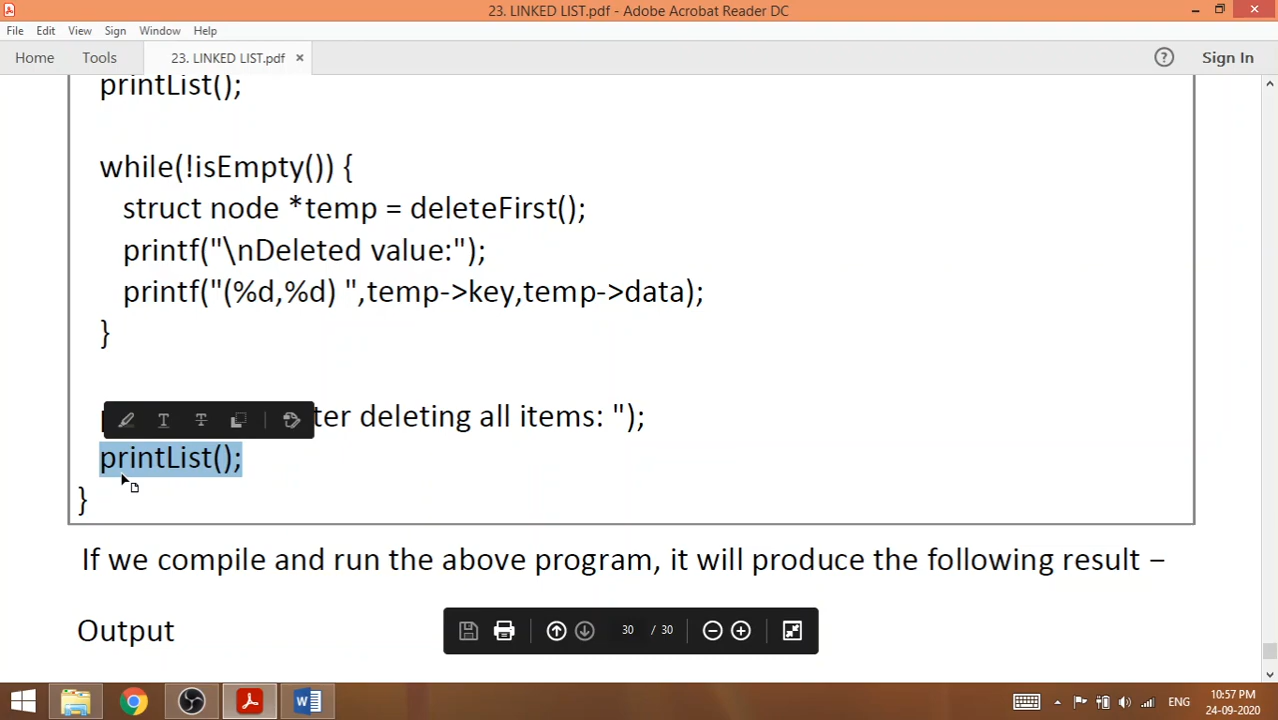 23. LINKED LIST.pdf - Adobe Acrobat Reader DC
File Edit View Sign Window Help
Home Tools 23. LINKED LIST.pdf × Sign In
printList();
while(!isEmpty()) {
struct node *temp = deleteFirst();
printf("\nDeleted value:");
printf("(%d,%d) ",temp->key,temp->data);
}
ter deleting all items: ");
printList();
}
If we compile and run the above program, it will produce the following result –
Output
30 / 30
ENG
10:57 PM
24-09-2020